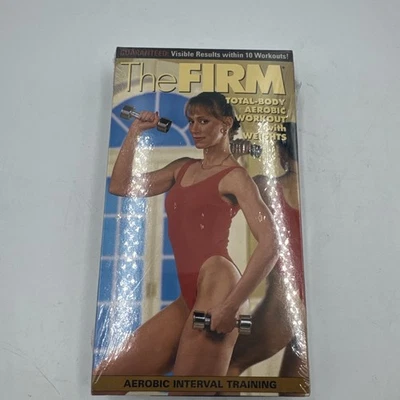 GUARANTEED: Visible Results within 10 Workouts!
The FIRM
TOTAL-BODY
AEROBIC
WORKOUT
with
WEIGHTS
AEROBIC INTERVAL TRAINING